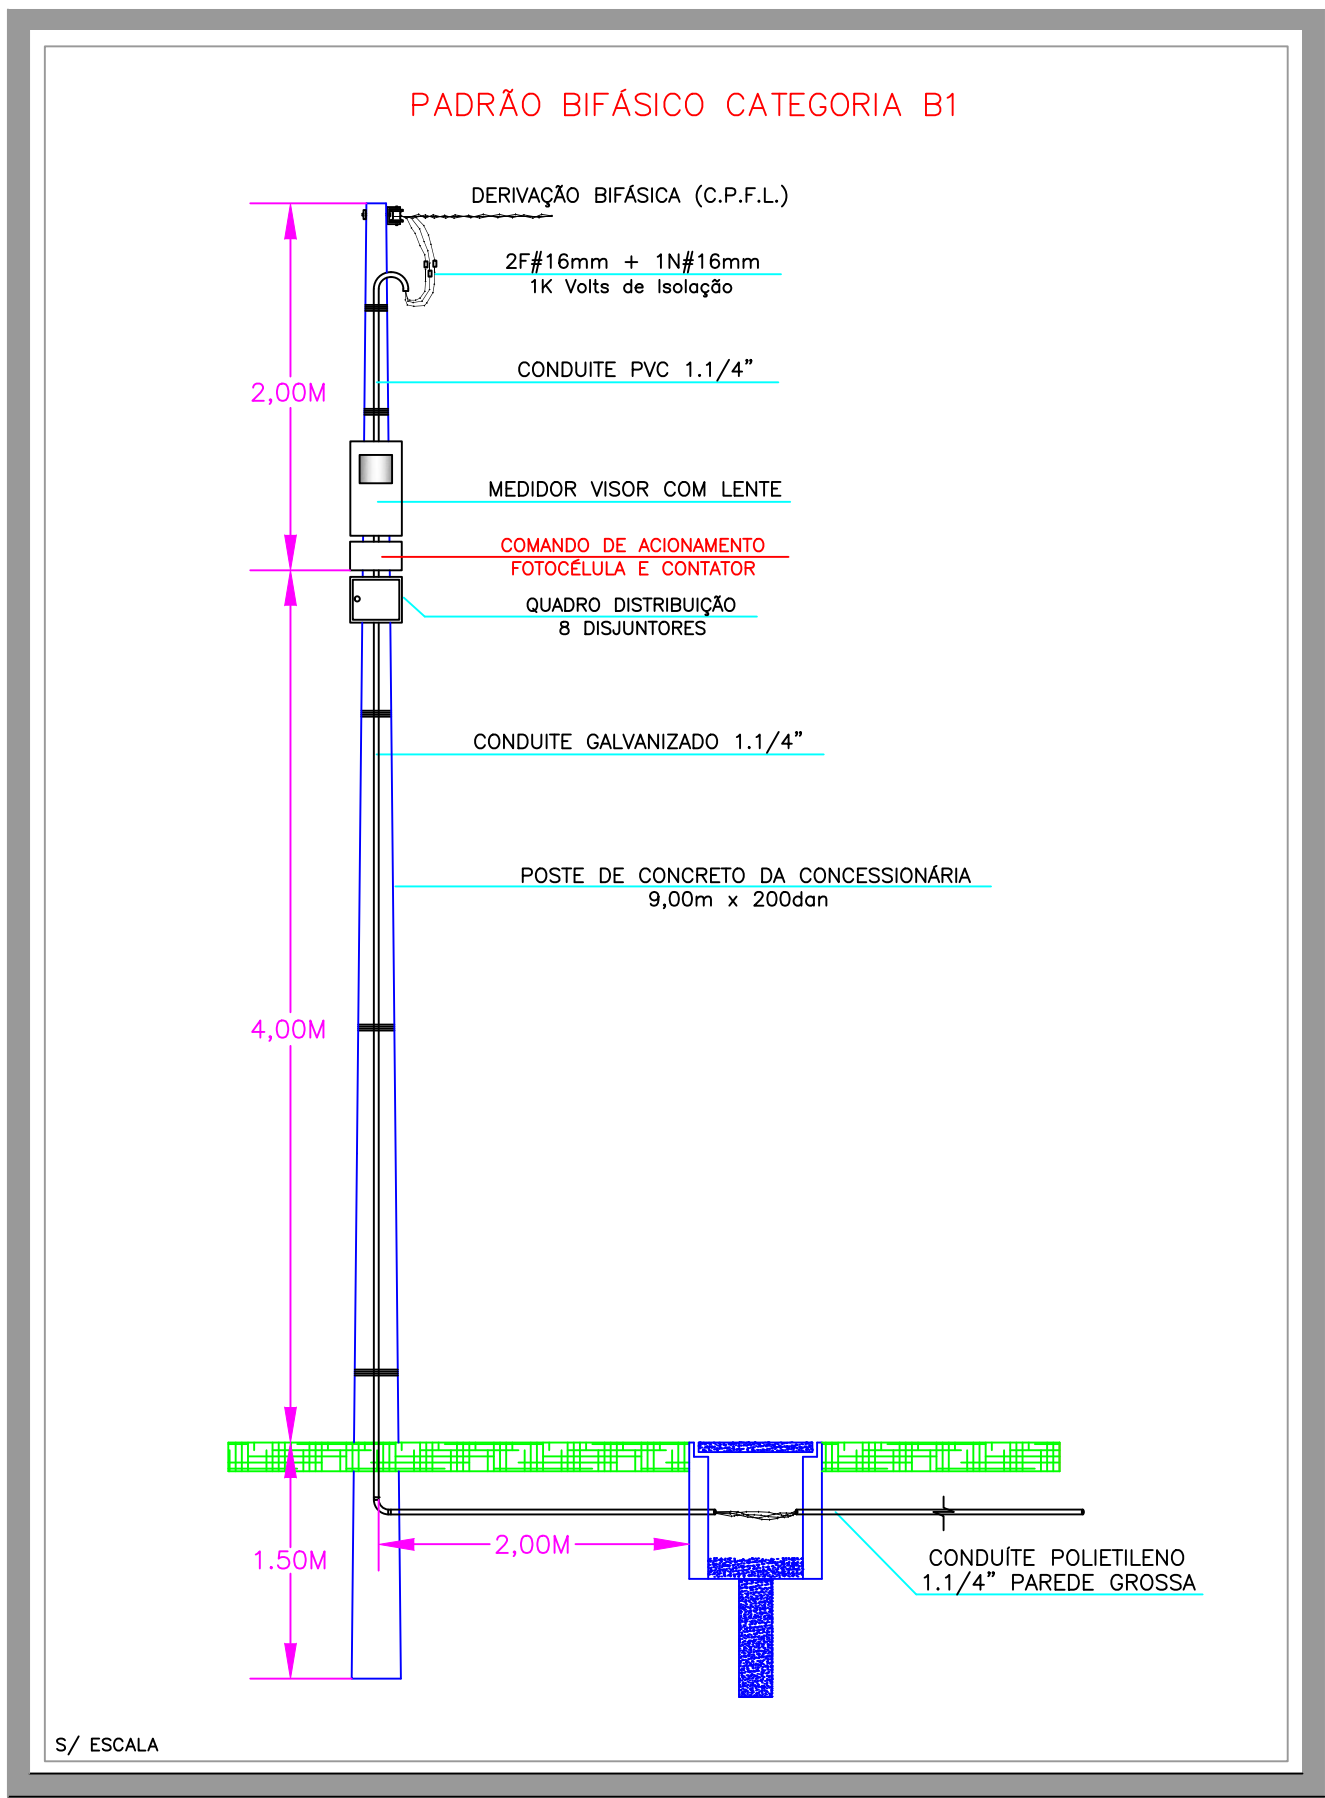 PADRÃO BIFÁSICO CATEGORIA B1
DERIVAÇÃO BIFÁSICA (C.P.F.L.)
2F#16mm + 1N#16mm
1K Volts de Isolação
CONDUITE PVC 1.1/4”
2,00M
MEDIDOR VISOR COM LENTE
COMANDO DE ACIONAMENTO
FOTOCÉLULA E CONTATOR
QUADRO DISTRIBUIÇÃO
8 DISJUNTORES
CONDUITE GALVANIZADO 1.1/4”
POSTE DE CONCRETO DA CONCESSIONÁRIA
9,00m x 200dan
4,00M
2,00M
1.50M
CONDUÍTE POLIETILENO
1.1/4” PAREDE GROSSA
S/ ESCALA